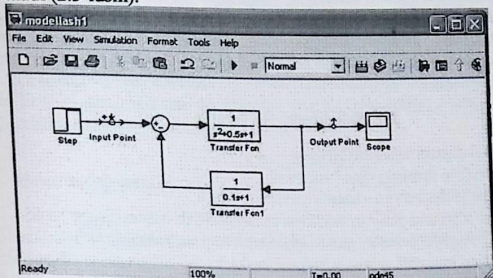 modellash1
File Edit View Simulation Format Tools Help
Normal
+-
1
s²+0.5s+1
Step
Input Point
Transfer Fcn
Output Point
Scope
1
0.1s+1
Transfer Fcn1
Ready
100%
T=0.00
ode45